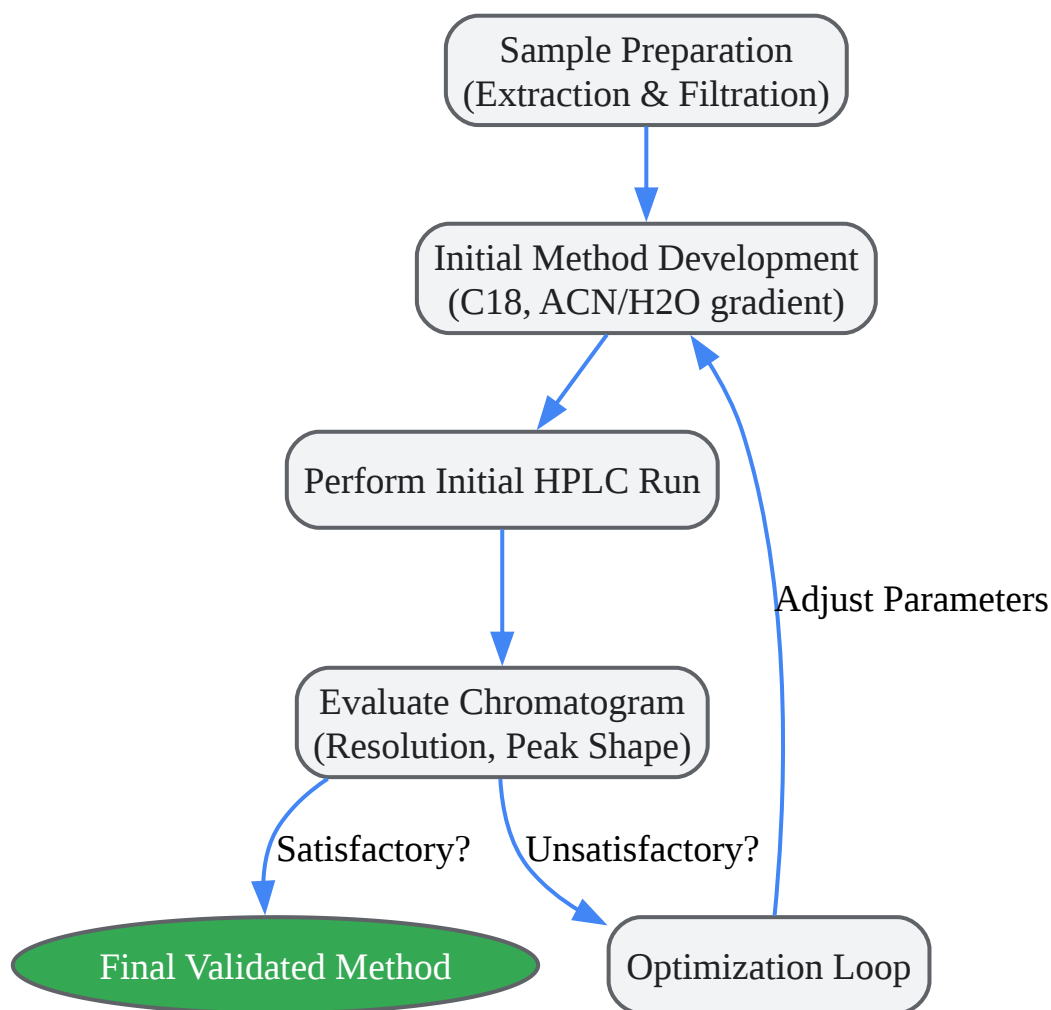 Sample Preparation
(Extraction & Filtration)
Initial Method Development
(C18, ACN/H2O gradient)
Perform Initial HPLC Run
Adjust Parameters
Evaluate Chromatogram
(Resolution, Peak Shape)
Satisfactory?
Unsatisfactory?
Final Validated Method
Optimization Loop